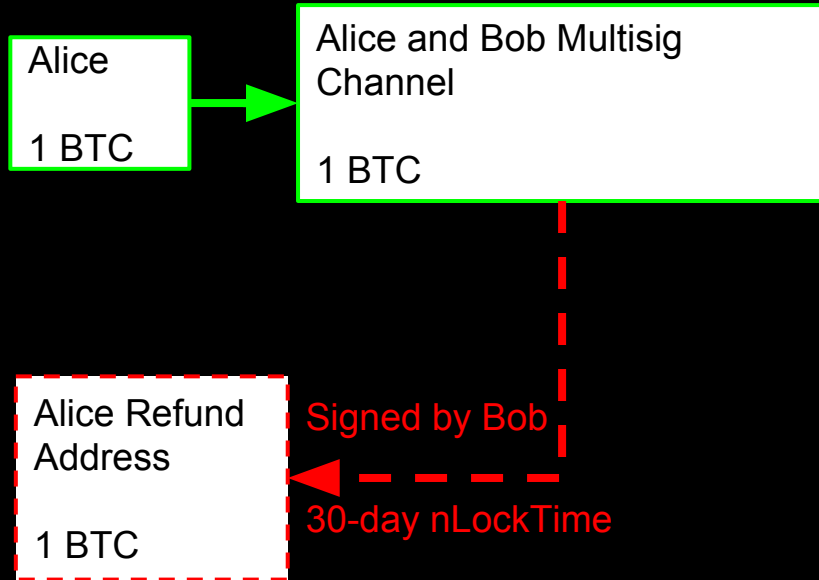 Alice
1 BTC
Alice and Bob Multisig
Channel
1 BTC
Alice Refund
Address
1 BTC
Signed by Bob
30-day nLockTime